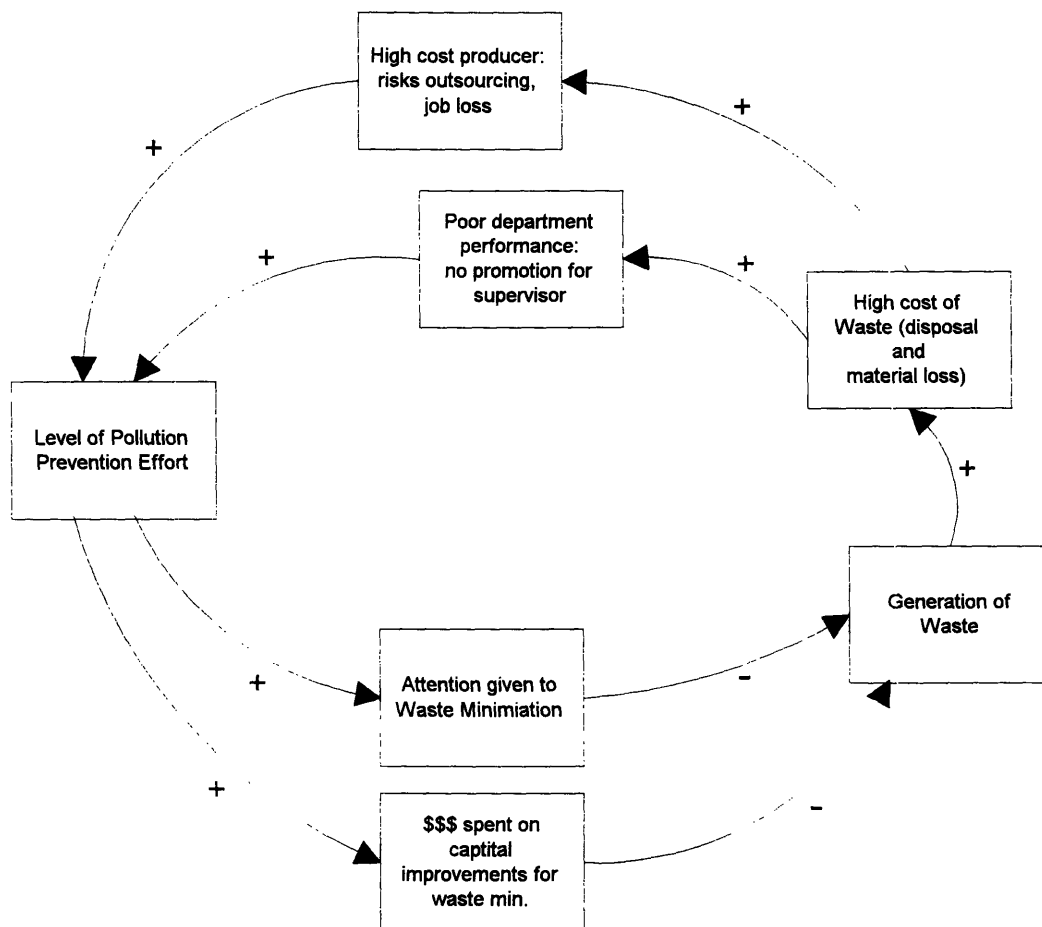 High cost producer:
risks outsourcing,
job loss
+
+
Poor department
performance:
no promotion for
supervisor
+
+
High cost of
Waste (disposal
and
material loss)
Level of Pollution
Prevention Effort
+
Generation of
Waste
+
Attention given to
Waste Minimiation
-
+
$$$ spent on
captital
improvements for
waste min.
-